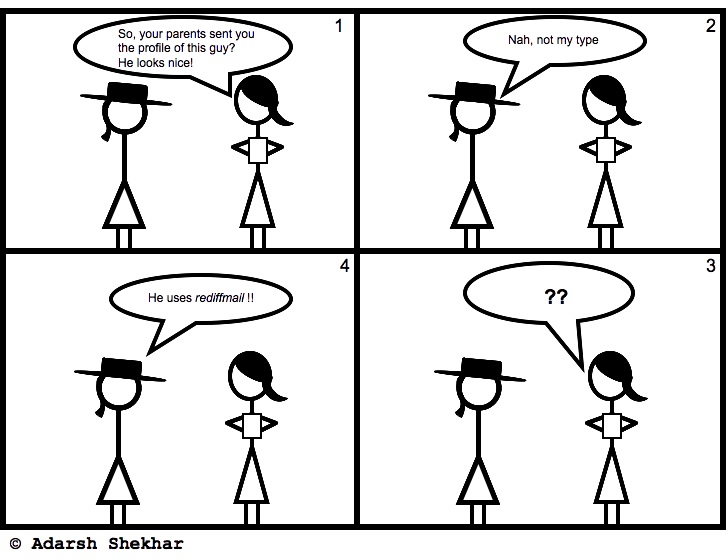 1
So, your parents sent you
the profile of this guy?
He looks nice!
2
Nah, not my type
3
??
4
He uses rediffmail !!
© Adarsh Shekhar